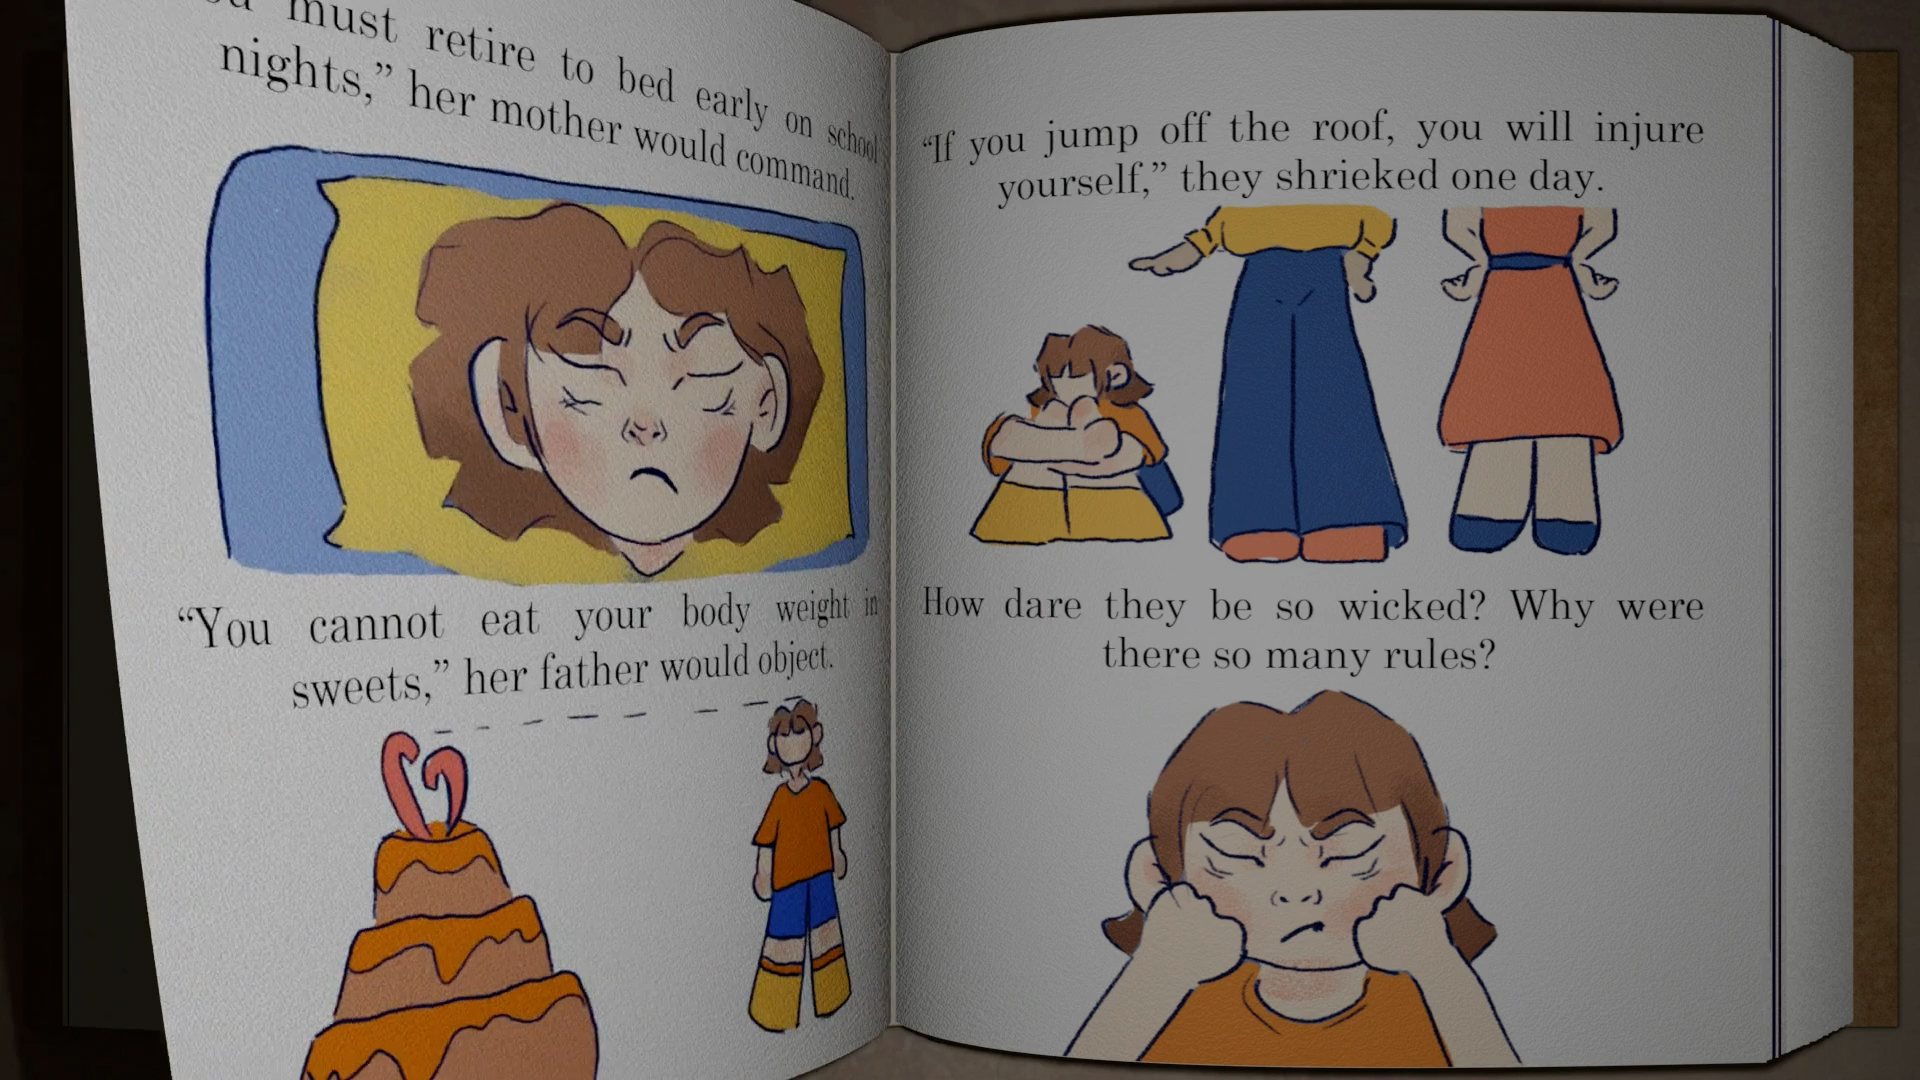 must retire to bed early on school
nights,” her mother would command.
“You cannot eat your body weight in
sweets,” her father would object.
“If you jump off the roof, you will injure
yourself,” they shrieked one day.
How dare they be so wicked? Why were
there so many rules?